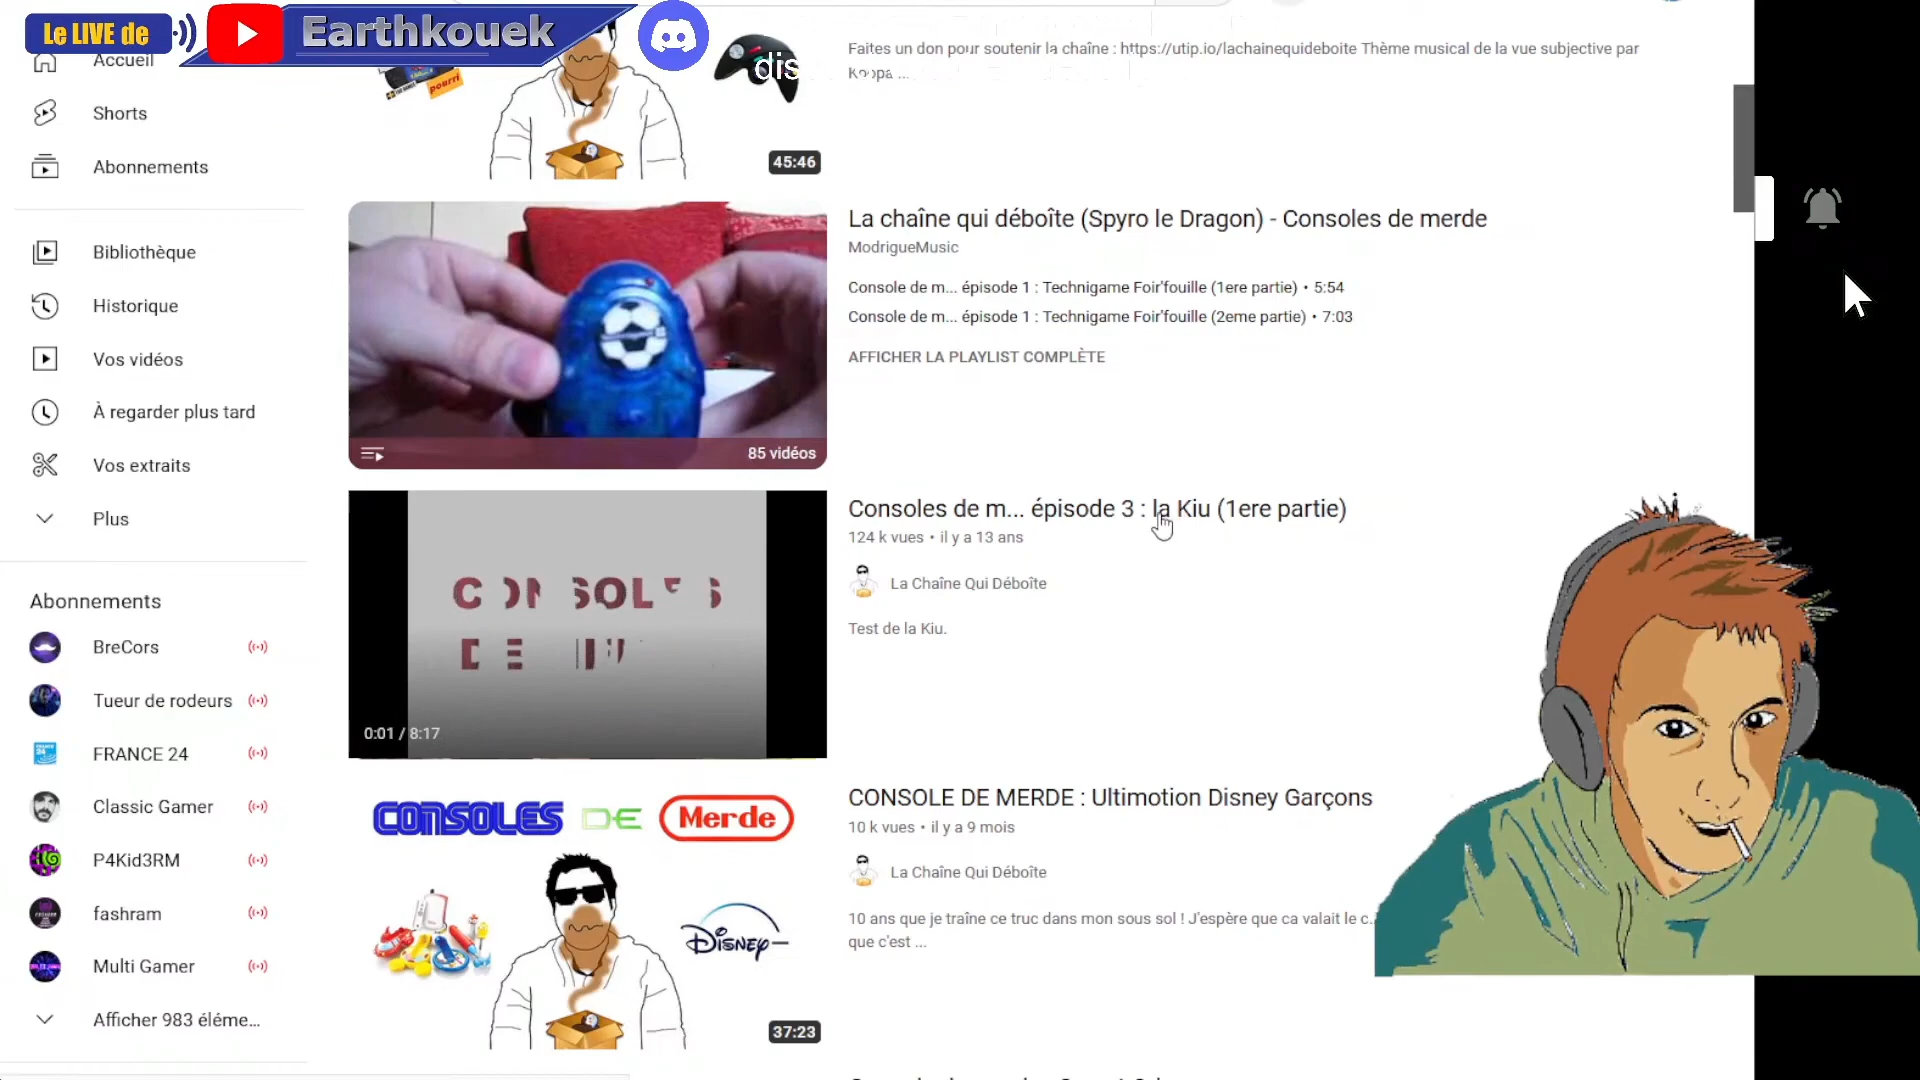 Le LIVE de
Earthkouek
dis
Accueil
Shorts
Abonnements
Bibliothèque
Historique
Vos vidéos
À regarder plus tard
Vos extraits
Plus
Abonnements
BreCors
Tueur de rodeurs
FRANCE 24
Classic Gamer
P4Kid3RM
fashram
Multi Gamer
Afficher 983 éléme...
pourri
45:46
Faites un don pour soutenir la chaîne : https://utip.io/lachainequideboite Thème musical de la vue subjective par
Koopa ...
85 vidéos
La chaîne qui déboîte (Spyro le Dragon) - Consoles de merde
ModrigueMusic
Console de m... épisode 1 : Technigame Foir'fouille (1ere partie) • 5:54
Console de m... épisode 1 : Technigame Foir'fouille (2eme partie) • 7:03
AFFICHER LA PLAYLIST COMPLÈTE
0:01 / 8:17
Consoles de m... épisode 3 : la Kiu (1ere partie)
124 k vues • il y a 13 ans
La Chaîne Qui Déboîte
Test de la Kiu.
CONSOLES DE Merde
Disney
37:23
CONSOLE DE MERDE : Ultimotion Disney Garçons
10 k vues • il y a 9 mois
La Chaîne Qui Déboîte
10 ans que je traîne ce truc dans mon sous sol ! J'espère que ca valait le c.
que c'est ...